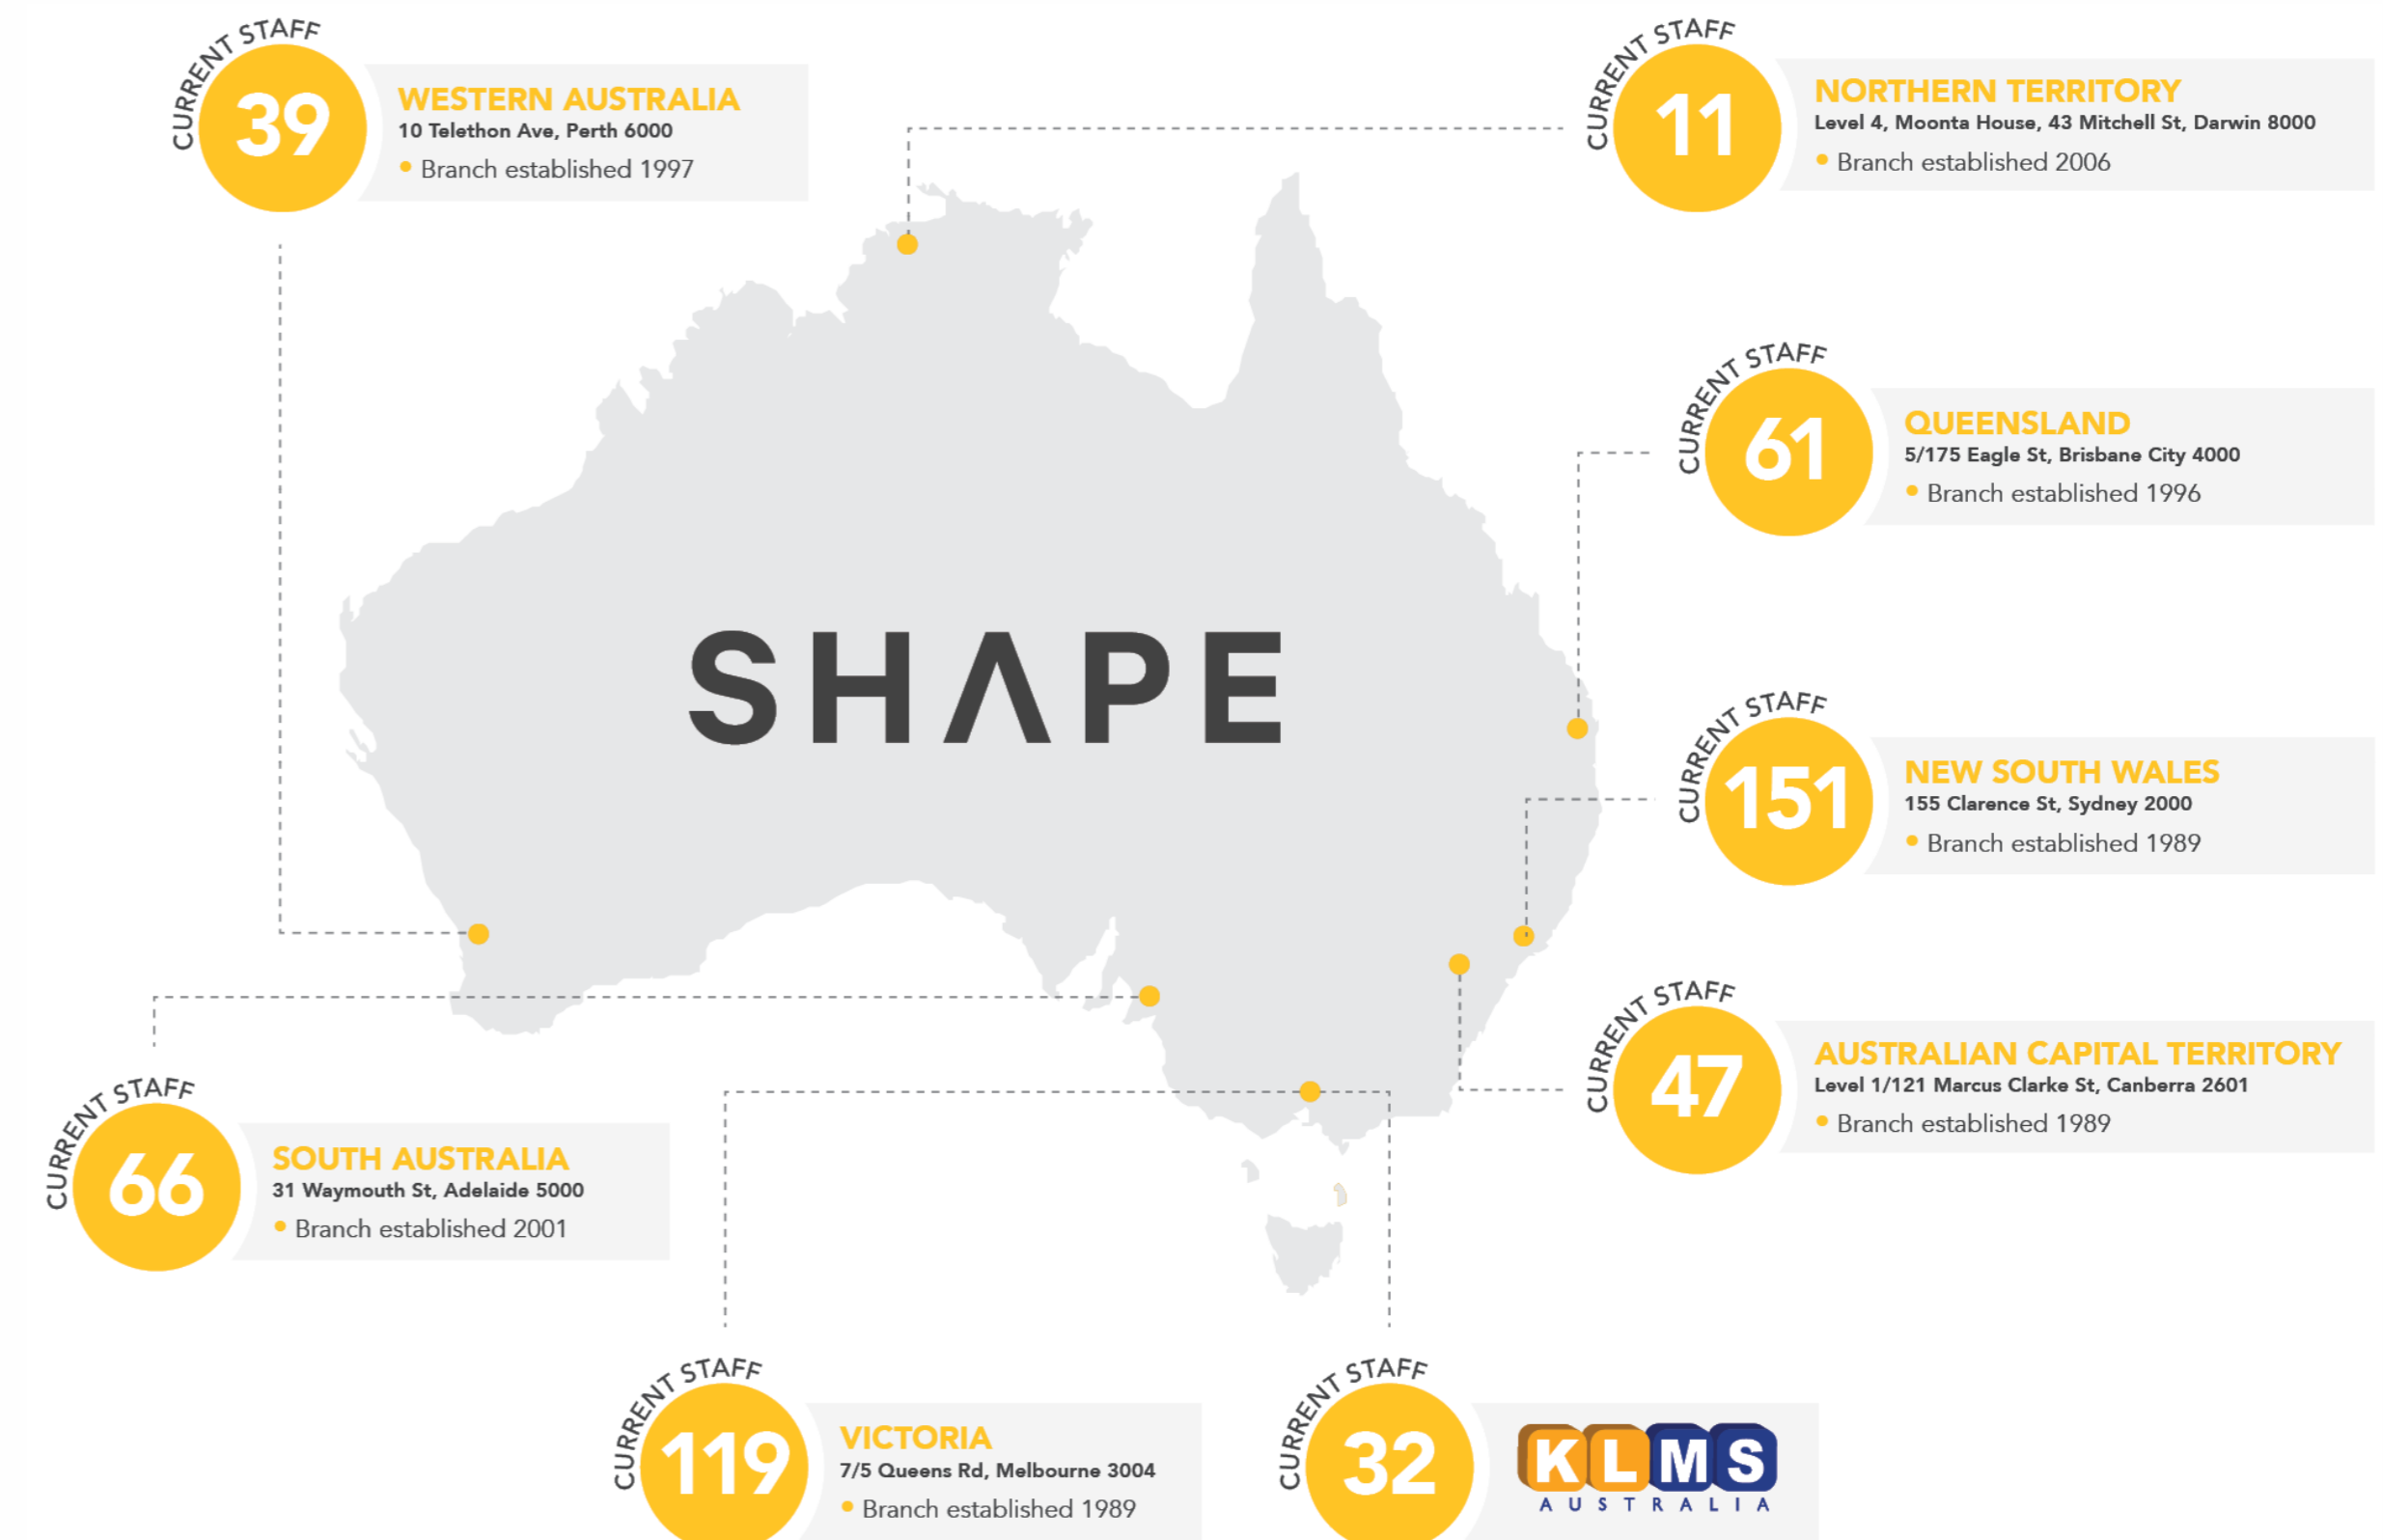 CURRENT STAFF
39
WESTERN AUSTRALIA
10 Telethon Ave, Perth 6000
• Branch established 1997
CURRENT STAFF
11
NORTHERN TERRITORY
Level 4, Moonta House, 43 Mitchell St, Darwin 8000
• Branch established 2006
CURRENT STAFF
61
QUEENSLAND
5/175 Eagle St, Brisbane City 4000
• Branch established 1996
SHAPE
CURRENT STAFF
151
NEW SOUTH WALES
155 Clarence St, Sydney 2000
• Branch established 1989
CURRENT STAFF
47
AUSTRALIAN CAPITAL TERRITORY
Level 1/121 Marcus Clarke St, Canberra 2601
• Branch established 1989
CURRENT STAFF
66
SOUTH AUSTRALIA
31 Waymouth St, Adelaide 5000
• Branch established 2001
CURRENT STAFF
119
VICTORIA
7/5 Queens Rd, Melbourne 3004
• Branch established 1989
CURRENT STAFF
32
KLMS
AUSTRALIA